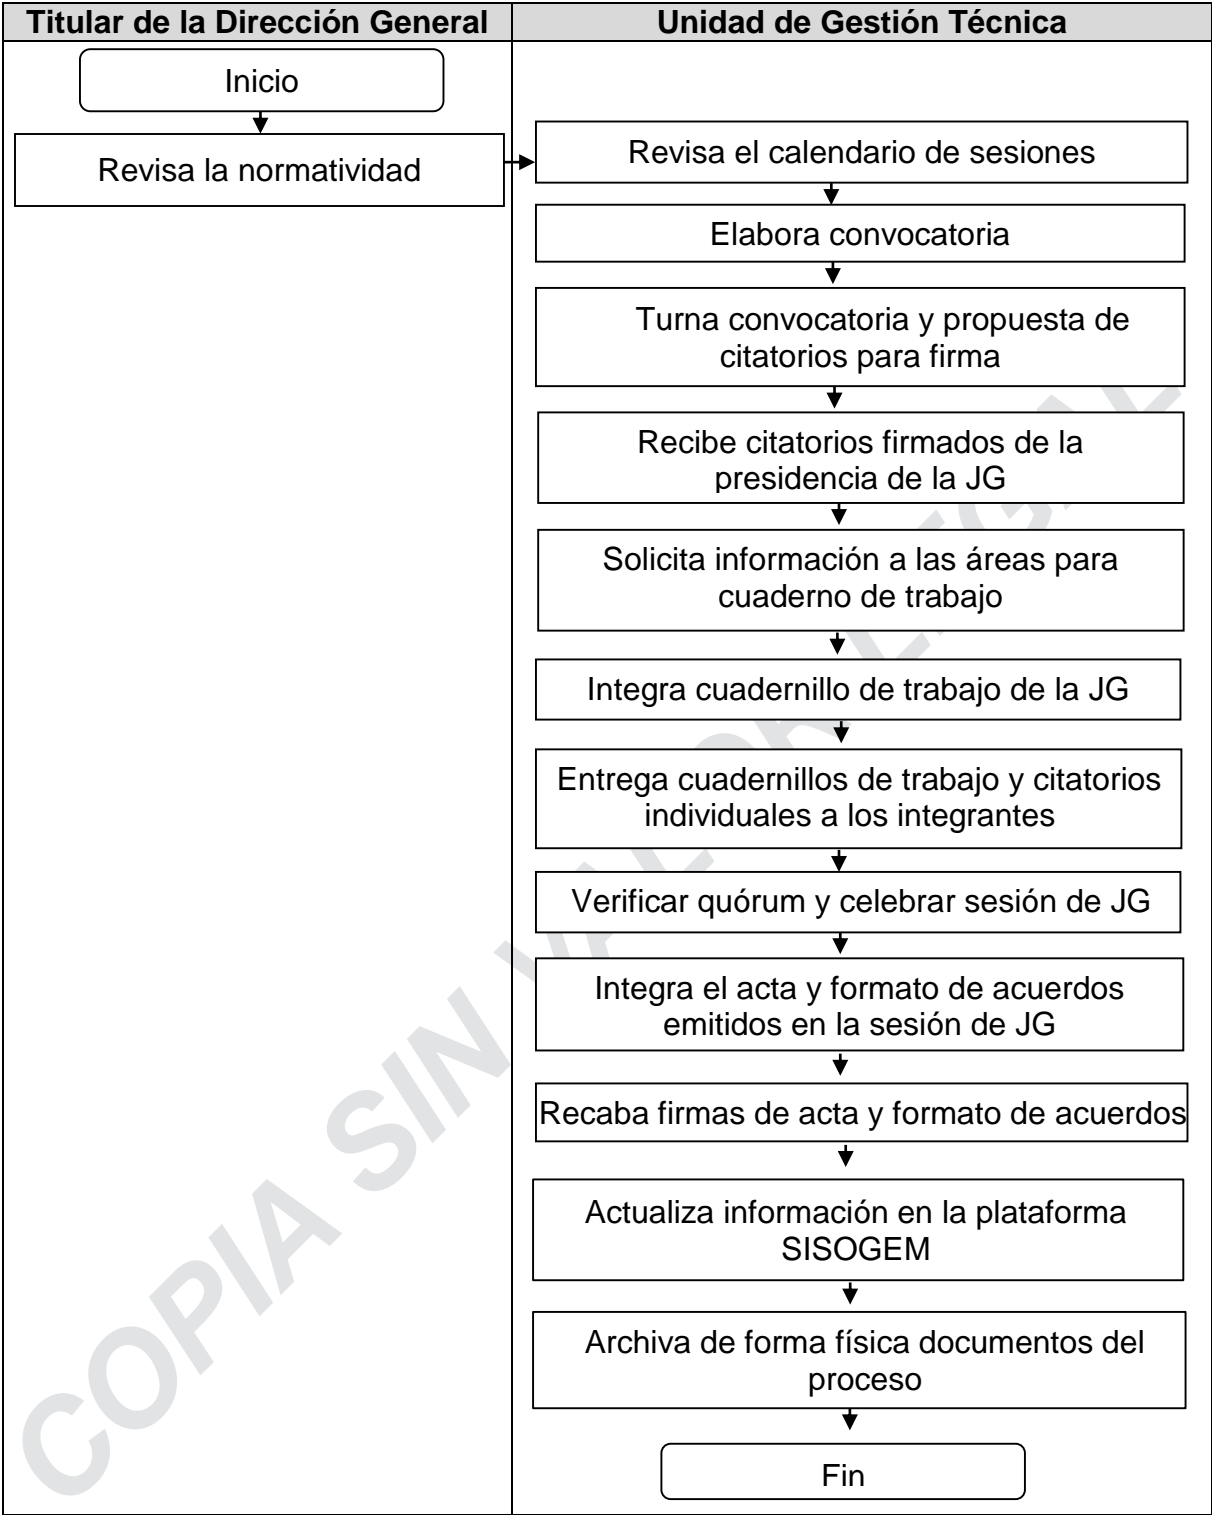 Titular de la Dirección General
Unidad de Gestión Técnica
Inicio
Revisa la normatividad
Revisa el calendario de sesiones
Elabora convocatoria
Turna convocatoria y propuesta de
citatorios para firma
Recibe citatorios firmados de la
presidencia de la JG
Solicita información a las áreas para
cuaderno de trabajo
Integra cuadernillo de trabajo de la JG
Entrega cuadernillos de trabajo y citatorios
individuales a los integrantes
Verificar quórum y celebrar sesión de JG
Integra el acta y formato de acuerdos
emitidos en la sesión de JG
Recaba firmas de acta y formato de acuerdos
Actualiza información en la plataforma
SISOGEM
Archiva de forma física documentos del
proceso
Fin
COPIA SIN VALOR LEGAL